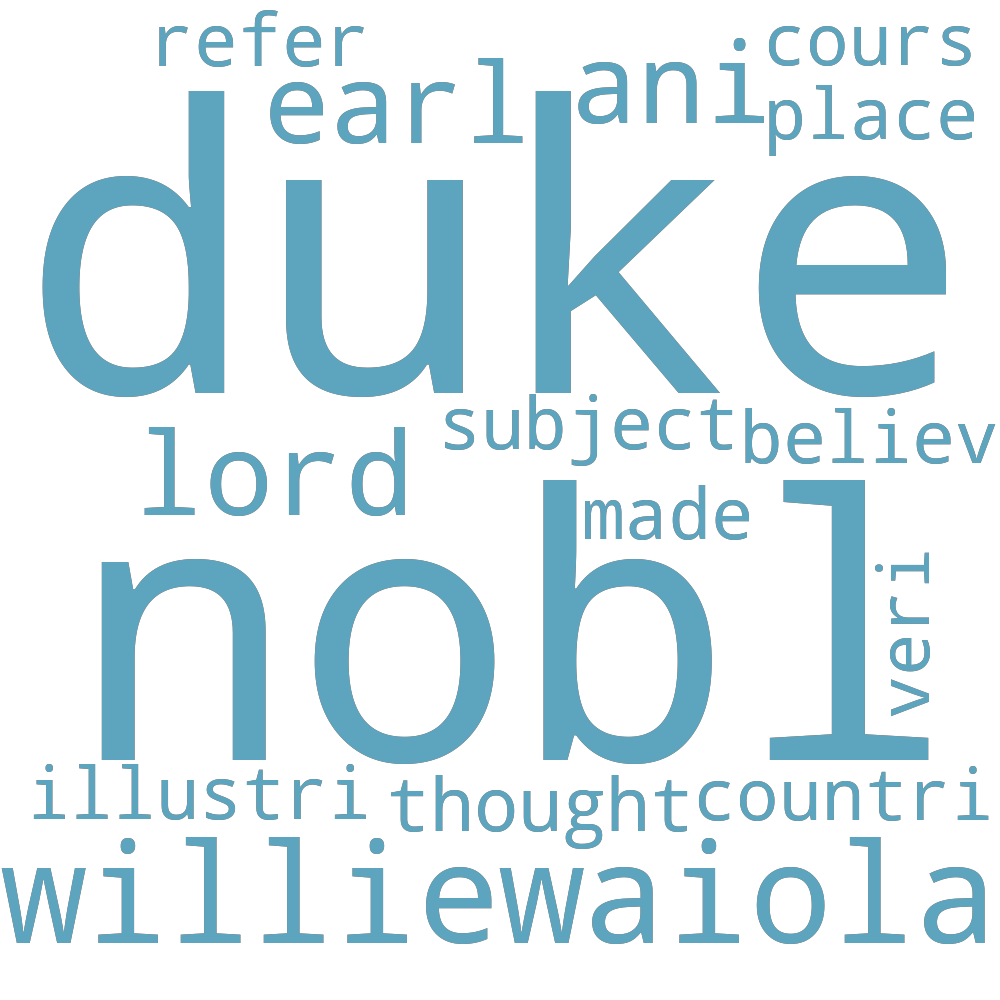 refer
cours
earl
ani
place
duke
subject
believ
lord
made
nobl
veri
illustri
thought
countri
williewaiola